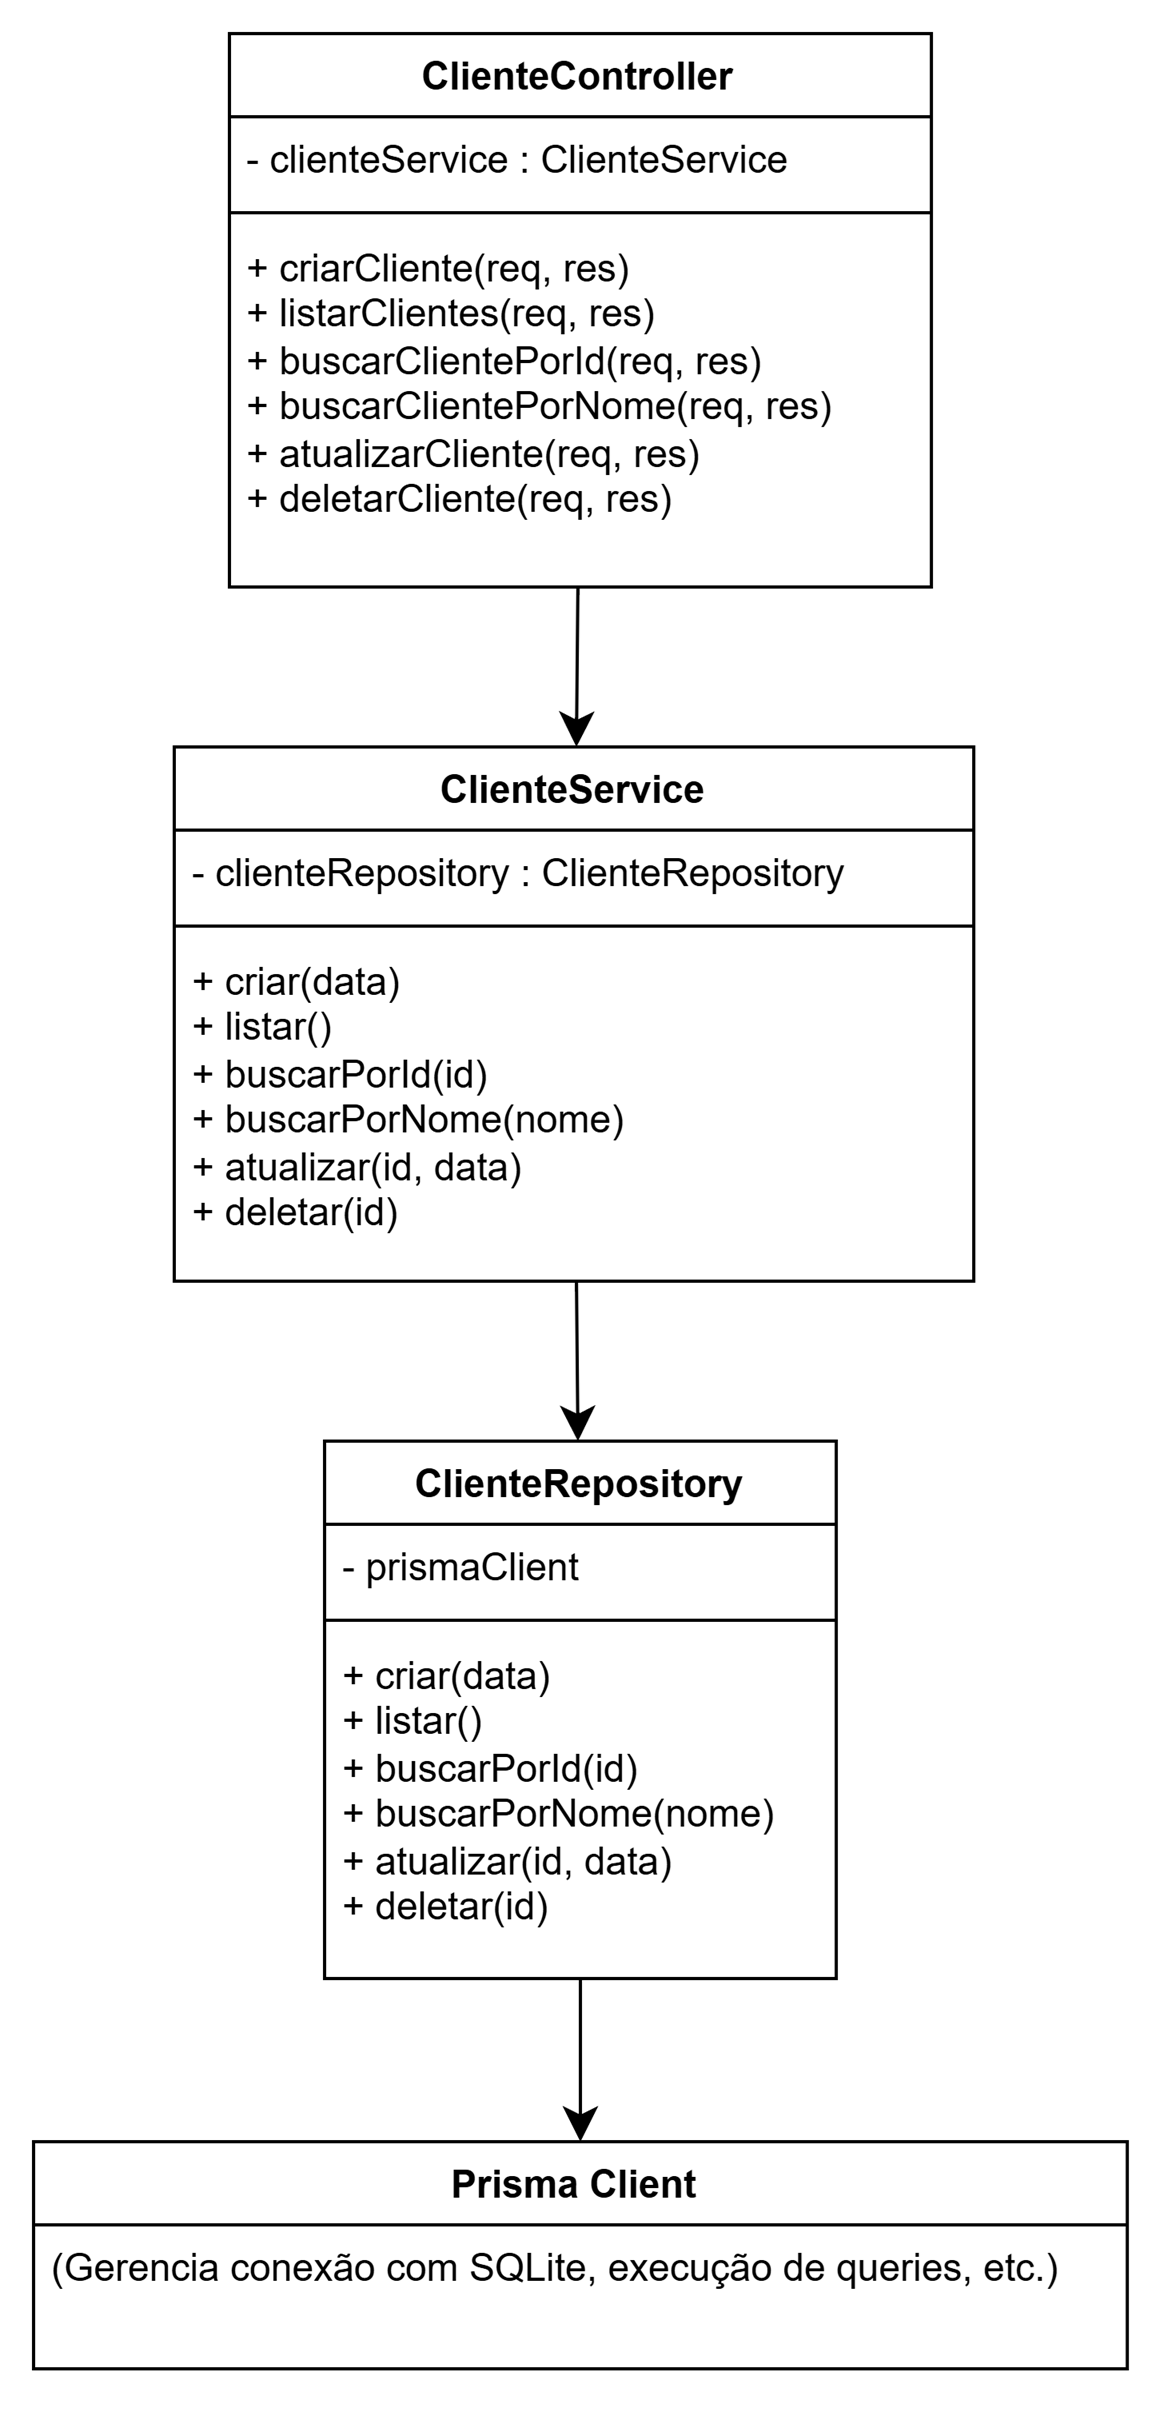 ClienteController
- clienteService : ClienteService
+ criarCliente(req, res)
+ listarClientes(req, res)
+ buscarClientePorId(req, res)
+ buscarClientePorNome(req, res)
+ atualizarCliente(req, res)
+ deletarCliente(req, res)
ClienteService
- clienteRepository : ClienteRepository
+ criar(data)
+ listar()
+ buscarPorId(id)
+ buscarPorNome(nome)
+ atualizar(id, data)
+ deletar(id)
ClienteRepository
- prismaClient
+ criar(data)
+ listar()
+ buscarPorId(id)
+ buscarPorNome(nome)
+ atualizar(id, data)
+ deletar(id)
Prisma Client
(Gerencia conexão com SQLite, execução de queries, etc.)